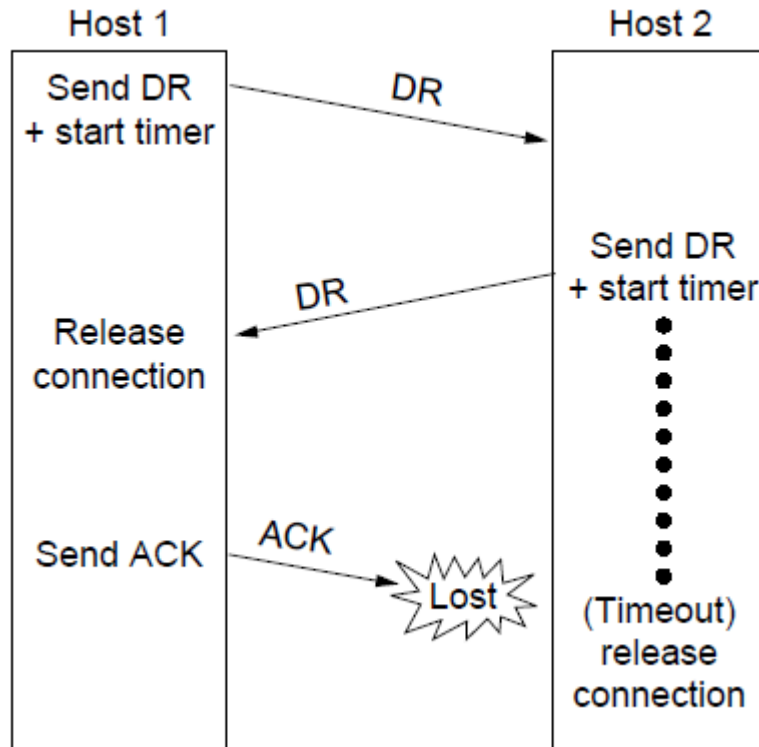 Host 1
Host 2
Send DR
+ start timer
DR
Send DR
+ start timer
DR
Release
connection
Send ACK
ACK
Lost
(Timeout)
release
connection